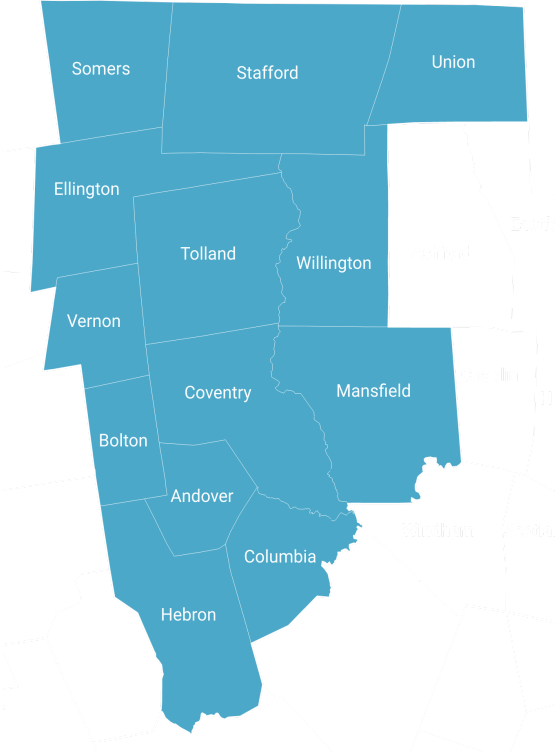 Somers
Stafford
Union
Ellington
Tolland
Willington
Vernon
Coventry
Mansfield
Bolton
Andover
Columbia
Hebron